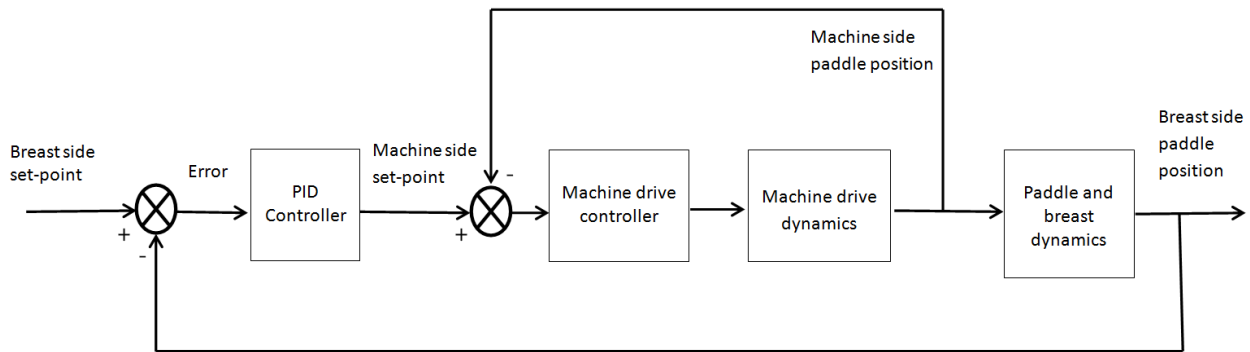 Breast side
set-point
+
-
Error
PID
Controller
Machine side
set-point
+
-
Machine drive
controller
Machine drive
dynamics
Machine side
paddle position
Paddle and
breast
dynamics
Breast side
paddle
position